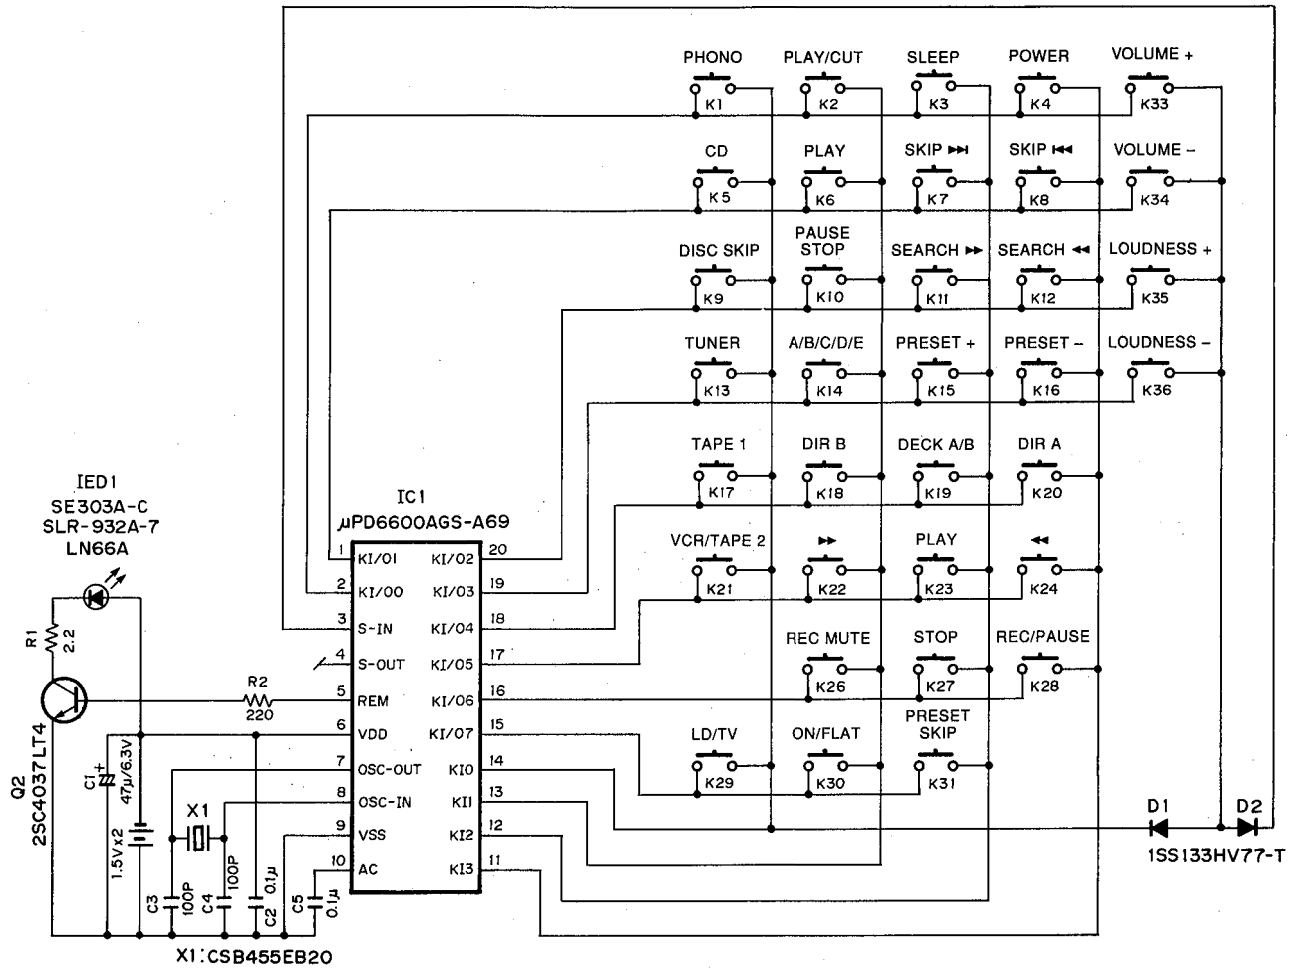 PHONO PLAY/CUT SLEEP POWER VOLUME +
K1 K2 K3 K4 K33
CD PLAY SKIP ▶▶I SKIP I◀◀ VOLUME −
K5 K6 K7 K8 K34
DISC SKIP PAUSE STOP SEARCH ▶▶ SEARCH ◀◀ LOUDNESS +
K9 K10 K11 K12 K35
TUNER A/B/C/D/E PRESET + PRESET − LOUDNESS −
K13 K14 K15 K16 K36
TAPE 1 DIR B DECK A/B DIR A
K17 K18 K19 K20
VCR/TAPE 2 ▶▶ PLAY ◀◀
K21 K22 K23 K24
REC MUTE STOP REC/PAUSE
K26 K27 K28
LD/TV ON/FLAT PRESET SKIP
K29 K30 K31
IED1
SE303A-C
SLR-932A-7
LN66A
R1
2.2
Q2
2SC4037LT4
R2
220
C1
+
47μ/6.3V
1.5V x2
X1
C3
100P
C4
100P
C2
0.1μ
C5
0.1μ
X1:CSB455EB20
IC1
μPD6600AGS-A69
1 KI/O1 KI/O2 20
2 KI/O0 KI/O3 19
3 S-IN KI/O4 18
4 S-OUT KI/O5 17
5 REM KI/O6 16
6 VDD KI/O7 15
7 OSC-OUT KI0 14
8 OSC-IN KI1 13
9 VSS KI2 12
10 AC KI3 11
D1 D2
1SS133HV77-T